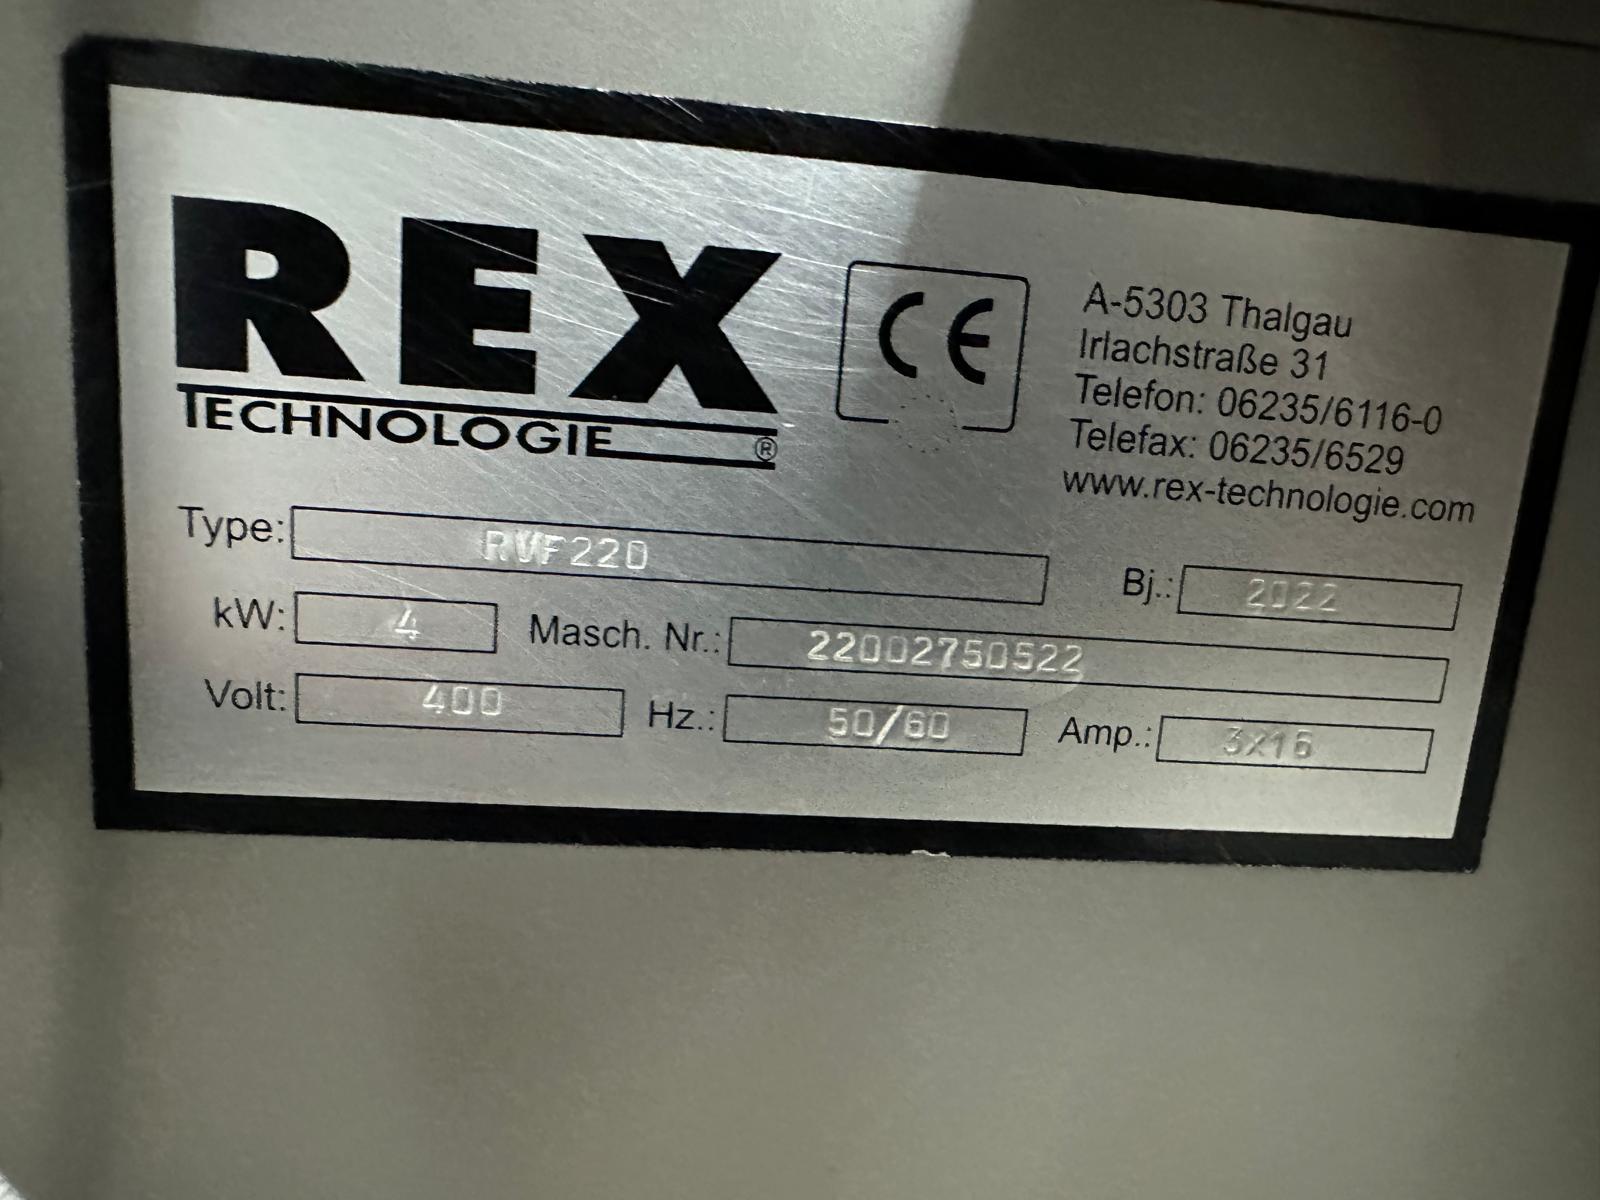 REX
TECHNOLOGIE ®
CE
A-5303 Thalgau
Irlachstraße 31
Telefon: 06235/6116-0
Telefax: 06235/6529
www.rex-technologie.com
Type: RVF220
Bj.: 2022
kW: 4 Masch. Nr.: 22002750522
Volt: 400 Hz.: 50/60 Amp.: 3x16